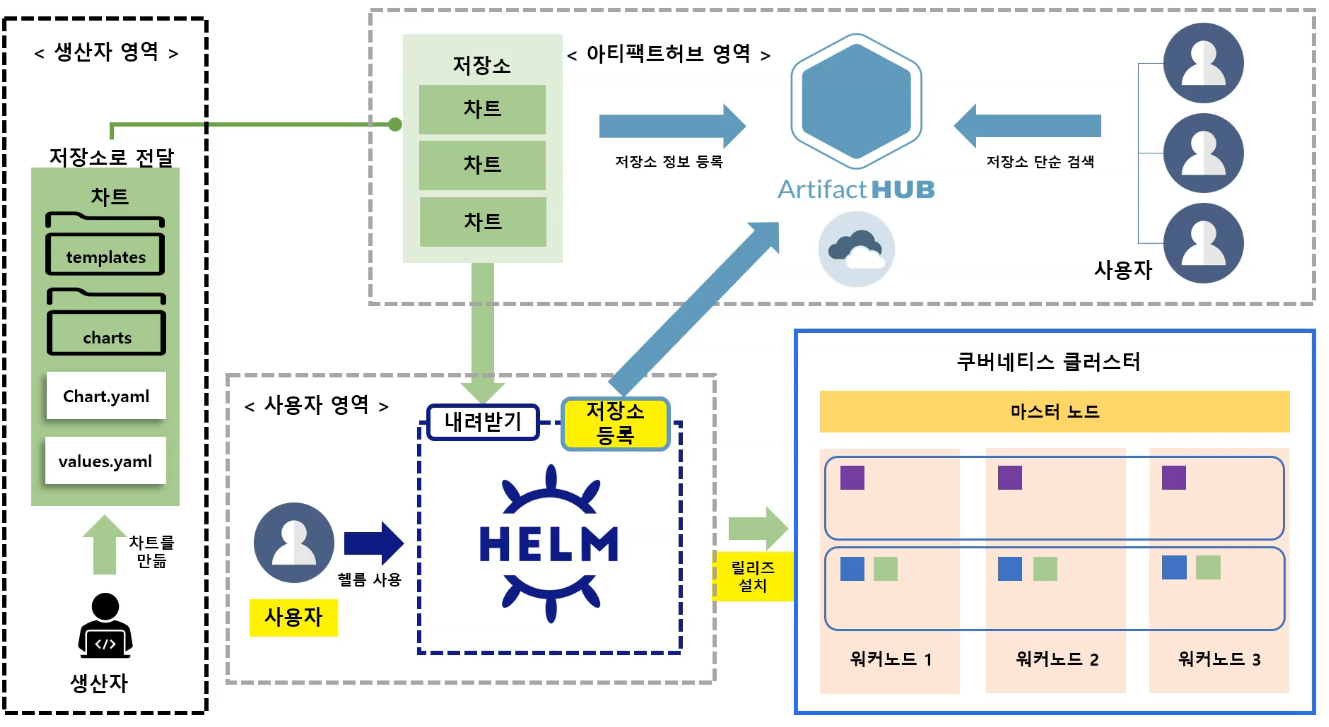 < 생산자 영역 >
저장소로 전달
차트
templates
charts
Chart.yaml
values.yaml
차트를
만듦
생산자
< 아티팩트허브 영역 >
저장소
차트
차트
차트
저장소 정보 등록
Artifact HUB
저장소 단순 검색
사용자
< 사용자 영역 >
내려받기
저장소
등록
HELM
헬름 사용
사용자
릴리즈
설치
쿠버네티스 클러스터
마스터 노드
워커노드 1
워커노드 2
워커노드 3